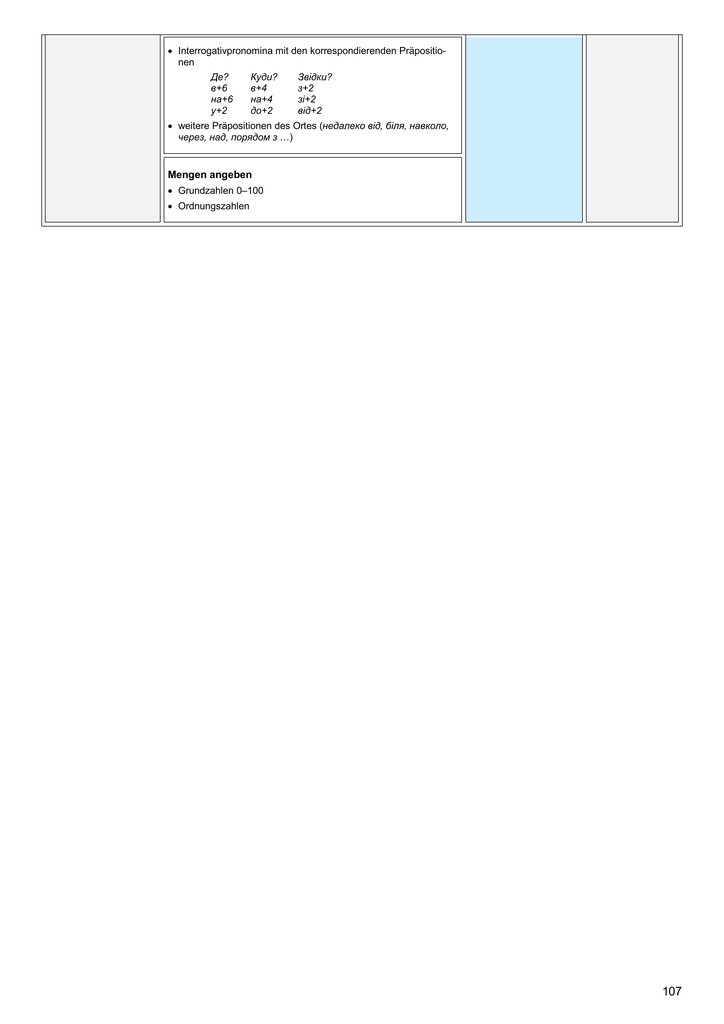 • Interrogativpronomina mit den korrespondierenden Präpositio-
nen
Де? Куди? Звідки?
в+6 в+4 з+2
на+6 на+4 зі+2
у+2 до+2 від+2
• weitere Präpositionen des Ortes (недалеко від, біля, навколо,
через, над, порядом з …)
Mengen angeben
• Grundzahlen 0–100
• Ordnungszahlen
107